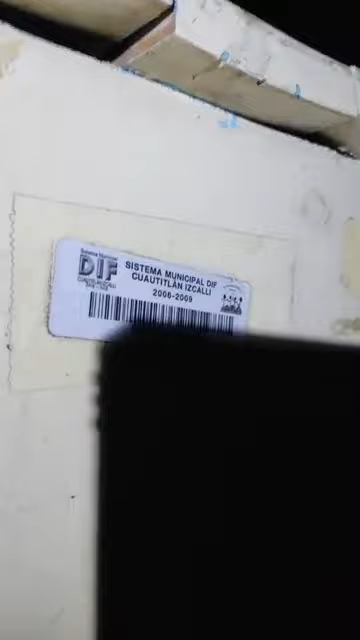 DIF
SISTEMA MUNICIPAL DIF
CUAUTITLÁN IZCALLI
2006-2009